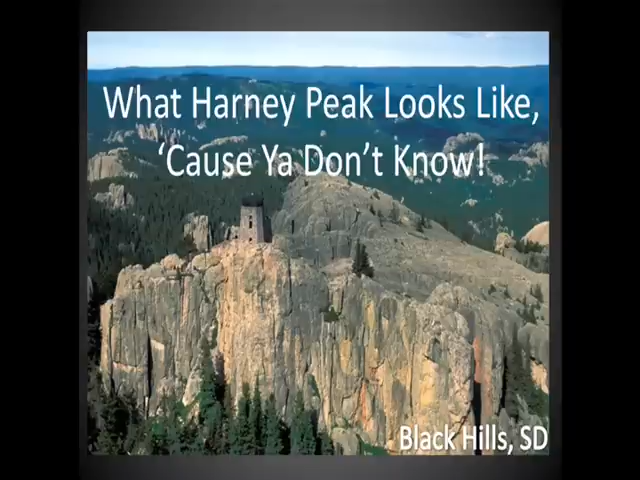 What Harney Peak Looks Like,
‘Cause Ya Don’t Know!
Black Hills, SD